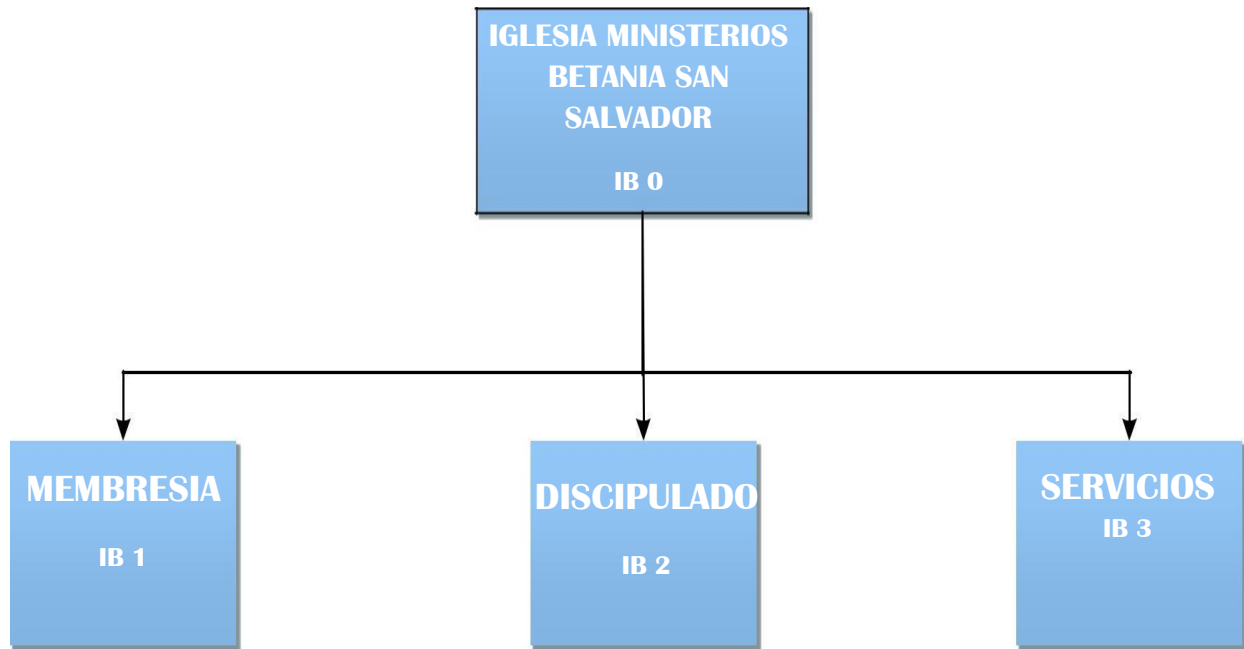 IGLESIA MINISTERIOS
BETANIA SAN
SALVADOR
IB 0
MEMBRESIA
IB 1
DISCIPULADO
IB 2
SERVICIOS
IB 3